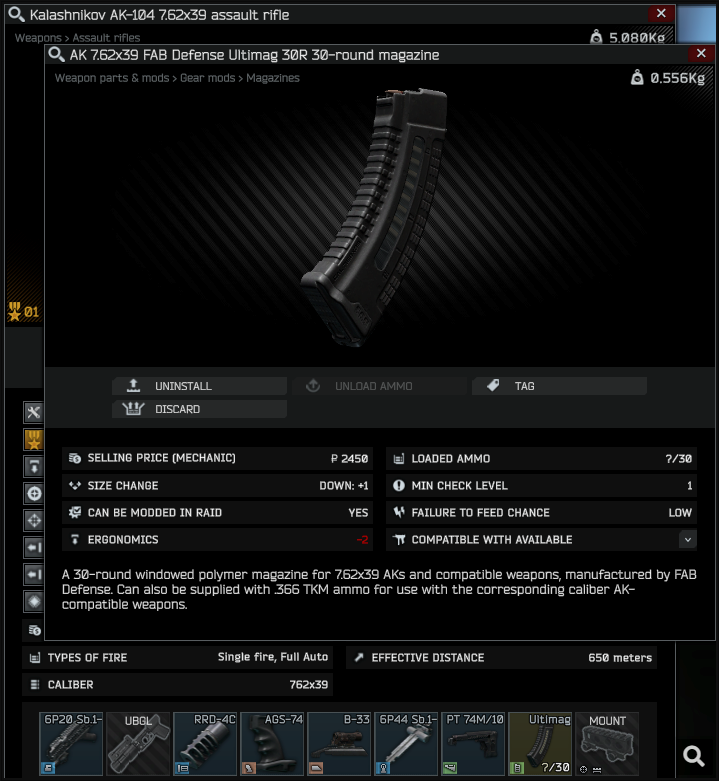 Kalashnikov AK-104 7.62x39 assault rifle
Weapons > Assault rifles
5.080Kg
AK 7.62x39 FAB Defense Ultimag 30R 30-round magazine
Weapon parts & mods > Gear mods > Magazines
0.556Kg
01
UNINSTALL
UNLOAD AMMO
TAG
DISCARD
SELLING PRICE (MECHANIC) ₽ 2450
LOADED AMMO ?/30
SIZE CHANGE DOWN: +1
MIN CHECK LEVEL 1
CAN BE MODDED IN RAID YES
FAILURE TO FEED CHANCE LOW
ERGONOMICS -2
COMPATIBLE WITH AVAILABLE
A 30-round windowed polymer magazine for 7.62x39 AKs and compatible weapons, manufactured by FAB
Defense. Can also be supplied with .366 TKM ammo for use with the corresponding caliber AK-
compatible weapons.
TYPES OF FIRE Single fire, Full Auto
EFFECTIVE DISTANCE 650 meters
CALIBER 762x39
6P20 Sb.1- UBGL RRD-4C AGS-74 B-33 6P44 Sb.1- PT 74M/10 Ultimag MOUNT
?/30